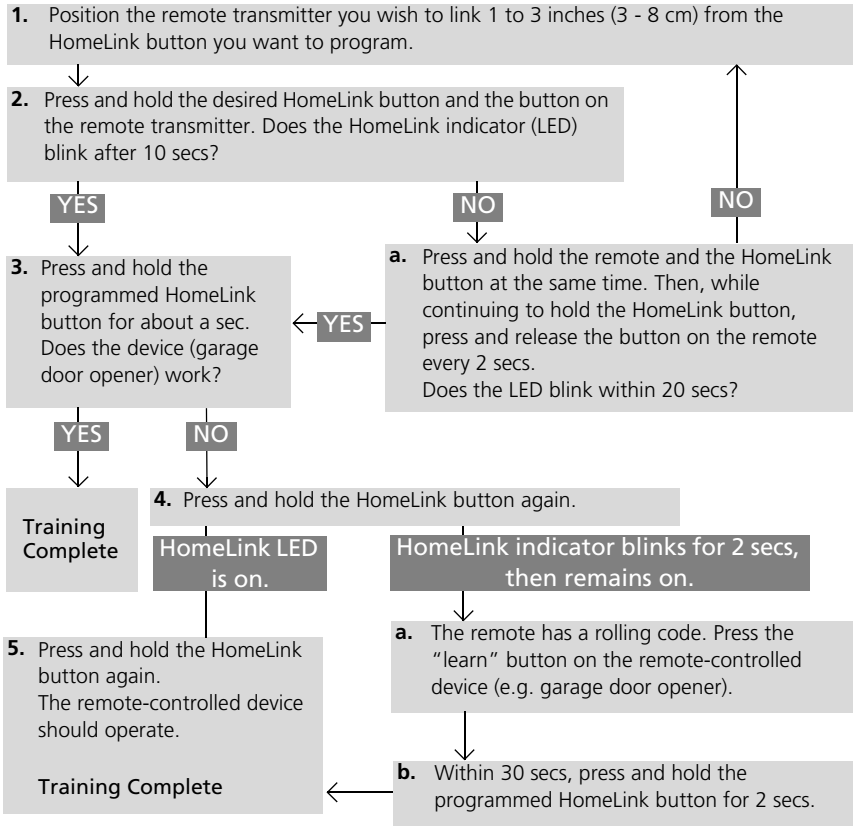 1. Position the remote transmitter you wish to link 1 to 3 inches (3 - 8 cm) from the
HomeLink button you want to program.
2. Press and hold the desired HomeLink button and the button on
the remote transmitter. Does the HomeLink indicator (LED)
blink after 10 secs?
YES
NO
NO
3. Press and hold the
programmed HomeLink
button for about a sec.
Does the device (garage
door opener) work?
YES
a. Press and hold the remote and the HomeLink
button at the same time. Then, while
continuing to hold the HomeLink button,
press and release the button on the remote
every 2 secs.
Does the LED blink within 20 secs?
YES
NO
Training
Complete
4. Press and hold the HomeLink button again.
HomeLink LED
is on.
HomeLink indicator blinks for 2 secs,
then remains on.
a. The remote has a rolling code. Press the
“learn” button on the remote-controlled
device (e.g. garage door opener).
b. Within 30 secs, press and hold the
programmed HomeLink button for 2 secs.
5. Press and hold the HomeLink
button again.
The remote-controlled device
should operate.
Training Complete